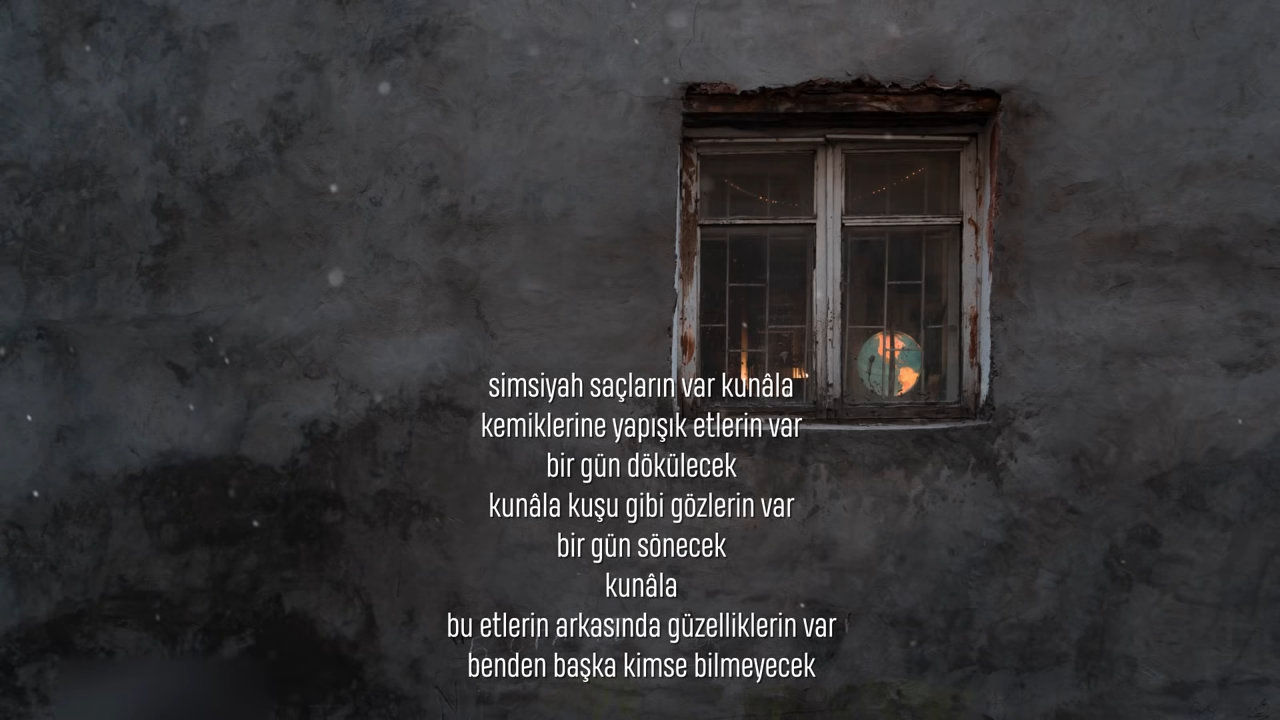 simsiyah saçların var kunâla
kemiklerine yapışık etlerin var
bir gün dökülecek
kunâla kuşu gibi gözlerin var
bir gün sönecek
kunâla
bu etlerin arkasında güzelliklerin var
benden başka kimse bilmeyecek